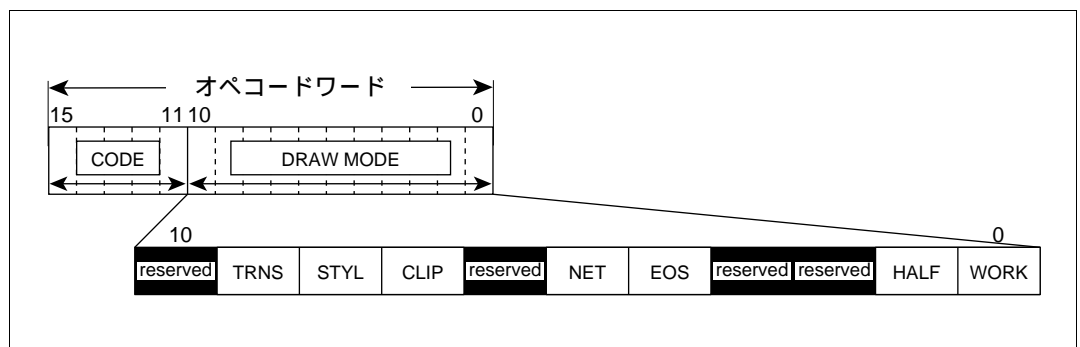 オペコードワード
15 11 10 0
CODE DRAW MODE
10 0
reserved TRNS STYL CLIP reserved NET EOS reserved reserved HALF WORK